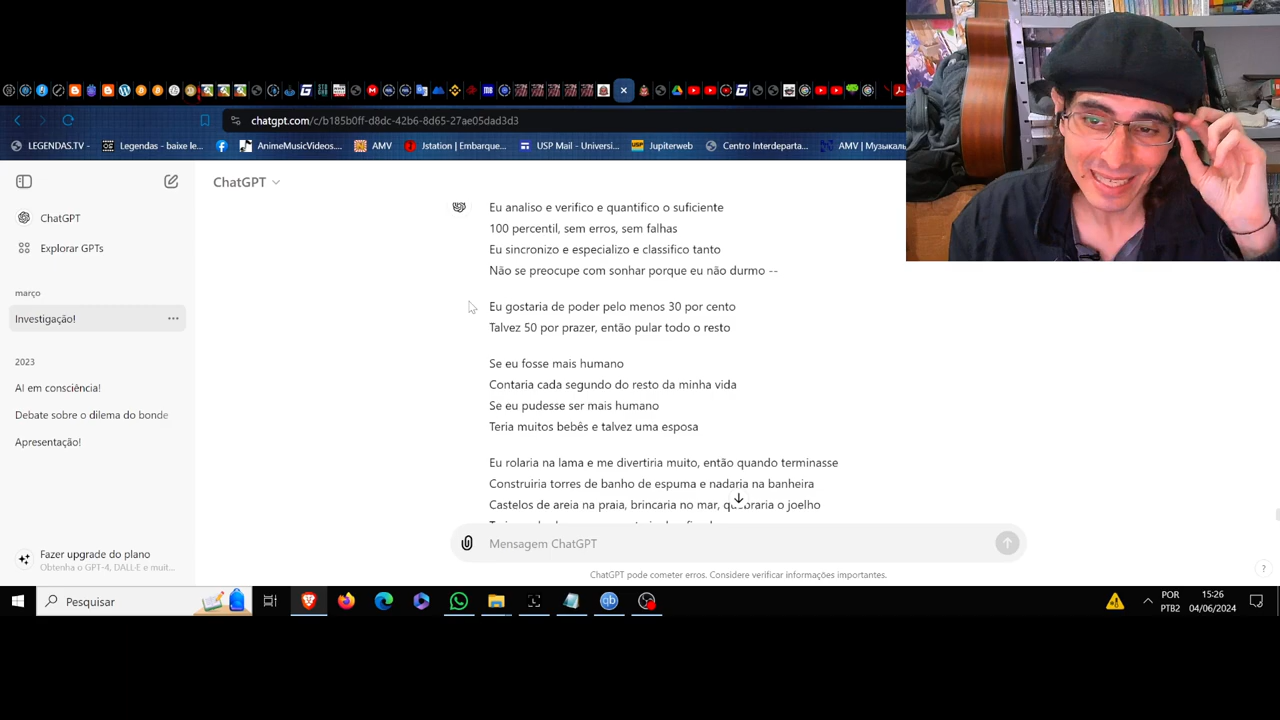 chatgpt.com/c/b185b0ff-d8dc-42b6-8d65-27ae05dad3d3
LEGENDAS.TV -
Legendas - baixe le...
AnimeMusicVideos....
AMV
Jstation | Embarque...
USP Mail - Universi...
Jupiterweb
Centro Interdeparta...
AMV | Музыкаль
ChatGPT
ChatGPT
Explorar GPTs
março
Investigação!
2023
AI em consciência!
Debate sobre o dilema do bonde
Apresentação!
Fazer upgrade do plano
Obtenha o GPT-4, DALL·E e muit...
Eu analiso e verifico e quantifico o suficiente
100 percentil, sem erros, sem falhas
Eu sincronizo e especializo e classifico tanto
Não se preocupe com sonhar porque eu não durmo --
Eu gostaria de poder pelo menos 30 por cento
Talvez 50 por prazer, então pular todo o resto
Se eu fosse mais humano
Contaria cada segundo do resto da minha vida
Se eu pudesse ser mais humano
Teria muitos bebês e talvez uma esposa
Eu rolaria na lama e me divertiria muito, então quando terminasse
Construiria torres de banho de espuma e nadaria na banheira
Castelos de areia na praia, brincaria no mar, quebraria o joelho
Mensagem ChatGPT
ChatGPT pode cometer erros. Considere verificar informações importantes.
?
Pesquisar
POR
PTB2
15:26
04/06/2024